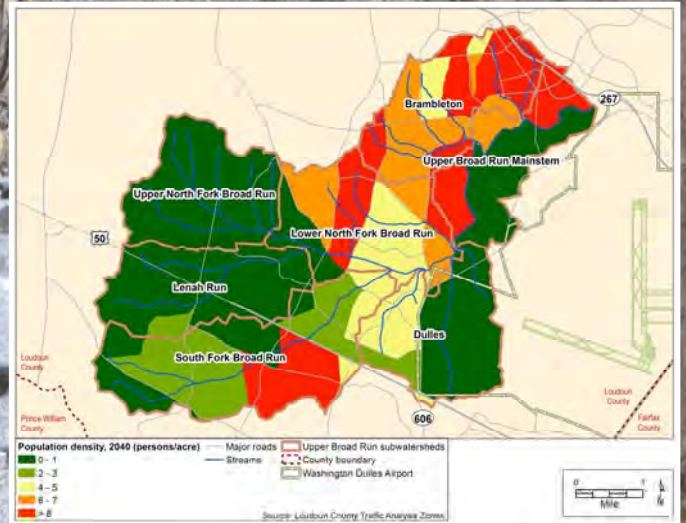 267
Brambleton
Upper Broad Run Mainstem
Upper North Fork Broad Run
50
Lower North Fork Broad Run
Lenah Run
Dulles
South Fork Broad Run
Loudoun
County
Prince William
County
606
Loudoun
County
Fairfax
County
Population density, 2040 (persons/acre)
0 - 1
2 - 3
4 - 5
6 - 7
> 8
Major roads
Streams
Upper Broad Run subwatersheds
County boundary
Washington Dulles Airport
0 1
Mile
N
Source: Loudoun County Traffic Analysis Zones